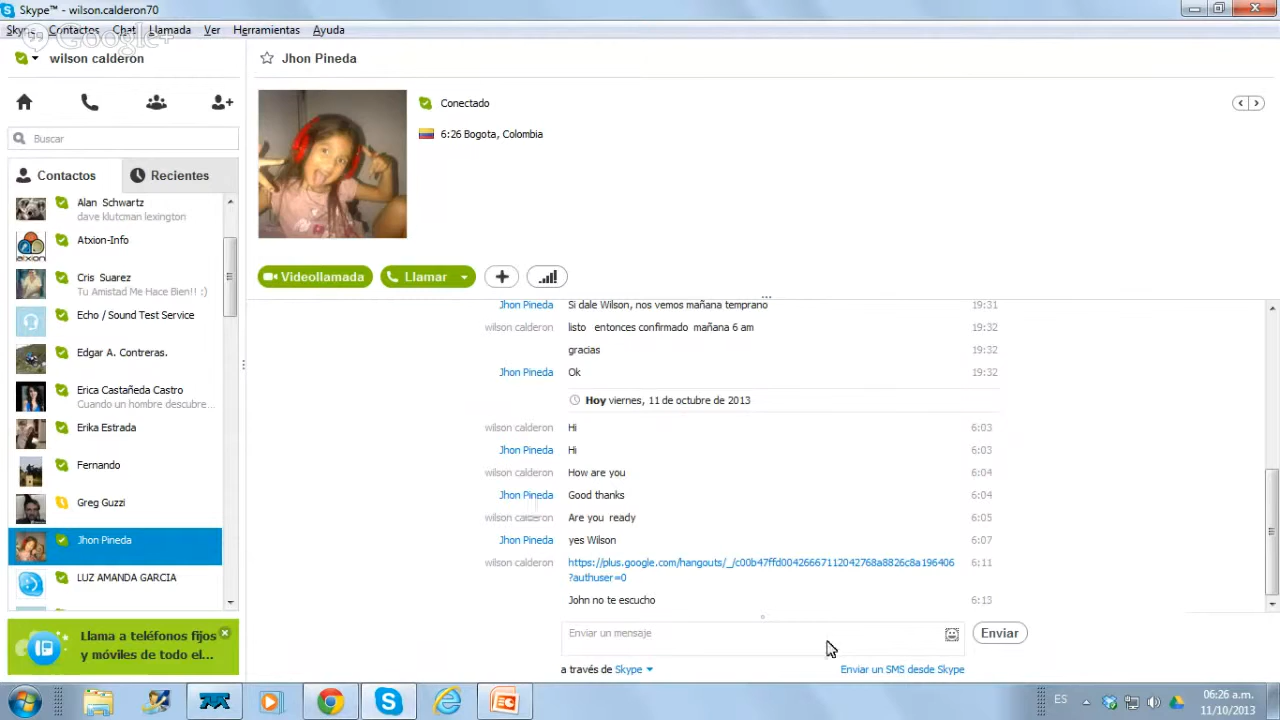 Skype™ - wilson.calderon70
Skype Contactos Chat Llamada Ver Herramientas Ayuda
Google+
wilson calderon
Jhon Pineda
Conectado
6:26 Bogota, Colombia
Buscar
Contactos Recientes
Alan Schwartz
dave klutcman lexington
Atxion-Info
atxion
Cris Suarez
Tu Amistad Me Hace Bien!! :)
Echo / Sound Test Service
Edgar A. Contreras.
Erica Castañeda Castro
Cuando un hombre descubre...
Erika Estrada
Fernando
Greg Guzzi
Jhon Pineda
LUZ AMANDA GARCIA
Llama a teléfonos fijos
y móviles de todo el...
Videollamada Llamar
Jhon Pineda Si dale Wilson, nos vemos mañana temprano 19:31
wilson calderon listo entonces confirmado mañana 6 am 19:32
gracias 19:32
Jhon Pineda Ok 19:32
Hoy viernes, 11 de octubre de 2013
wilson calderon Hi 6:03
Jhon Pineda Hi 6:03
wilson calderon How are you 6:04
Jhon Pineda Good thanks 6:04
wilson calderon Are you ready 6:05
Jhon Pineda yes Wilson 6:07
wilson calderon https://plus.google.com/hangouts/_/c00b47ffd00426667112042768a8826c8a196406 6:11
?authuser=0
John no te escucho 6:13
Enviar un mensaje Enviar
a través de Skype Enviar un SMS desde Skype
ES 06:26 a.m.
11/10/2013